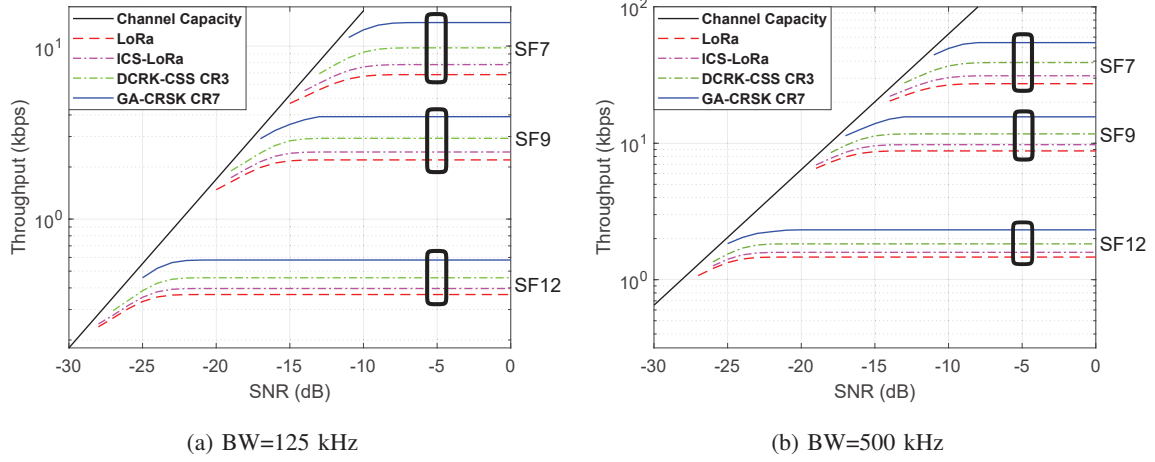 Channel Capacity
LoRa
ICS-LoRa
DCRK-CSS CR3
GA-CRSK CR7
10^1
10^0
Throughput (kbps)
SF7
SF9
SF12
-30 -25 -20 -15 -10 -5 0
SNR (dB)
(a) BW=125 kHz
Channel Capacity
LoRa
ICS-LoRa
DCRK-CSS CR3
GA-CRSK CR7
10^2
10^1
10^0
Throughput (kbps)
SF7
SF9
SF12
-30 -25 -20 -15 -10 -5 0
SNR (dB)
(b) BW=500 kHz